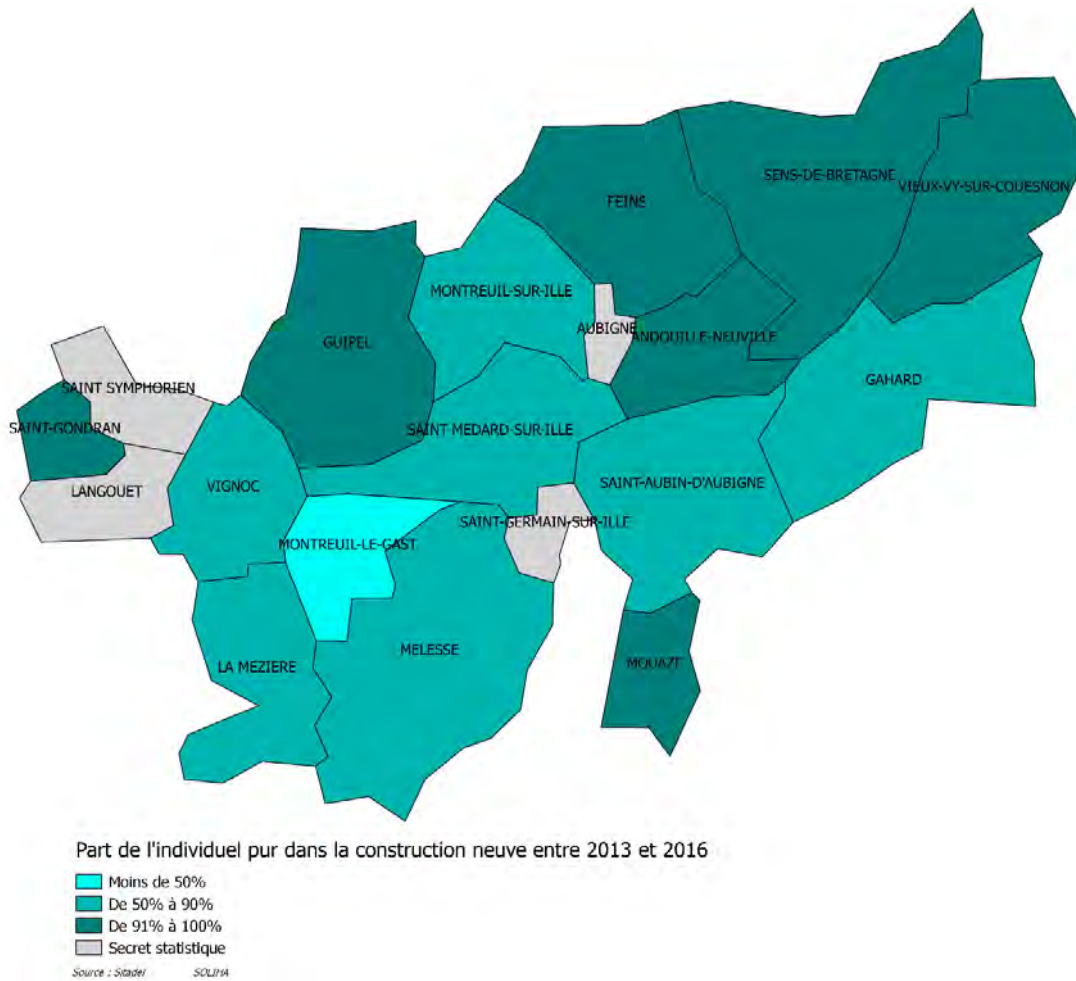 SENS-DE-BRETAGNE
VIEUX-VY-SUR-COUESNON
FEINS
MONTREUIL-SUR-ILLE
AUBIGNE
ANDOUILLE-NEUVILLE
GUIPEL
GAHARD
SAINT SYMPHORIEN
SAINT-GONDRAN
SAINT-MEDARD-SUR-ILLE
LANGOUET
VIGNOC
SAINT-AUBIN-D'AUBIGNE
SAINT-GERMAIN-SUR-ILLE
MONTREUIL-LE-GAST
MELESSE
LA MEZIERE
MOUAZE
Part de l'individuel pur dans la construction neuve entre 2013 et 2016
Moins de 50%
De 50% à 90%
De 91% à 100%
Secret statistique
Source : Sitadel SOLIHA